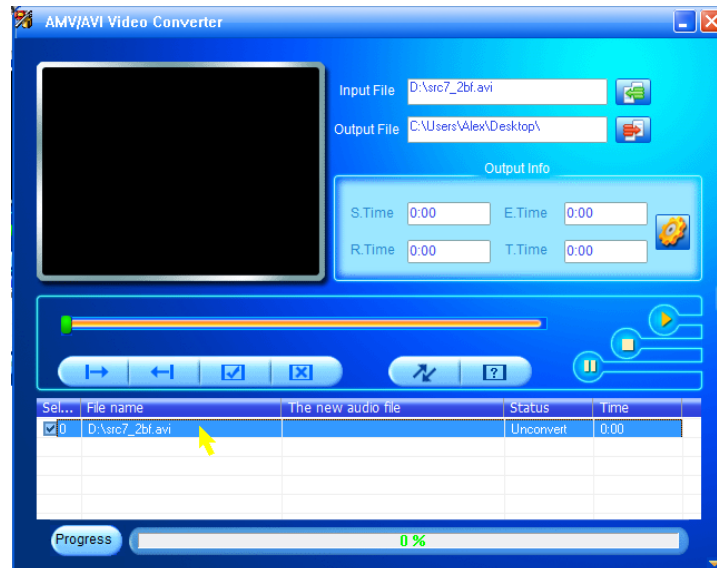 AMV/AVI Video Converter
Input File D:\src7_2bf.avi
Output File C:\Users\Alex\Desktop\
Output Info
S.Time 0:00 E.Time 0:00
R.Time 0:00 T.Time 0:00
Sel... File name The new audio file Status Time
0 D:\src7_2bf.avi Unconvert 0:00
Progress 0 %